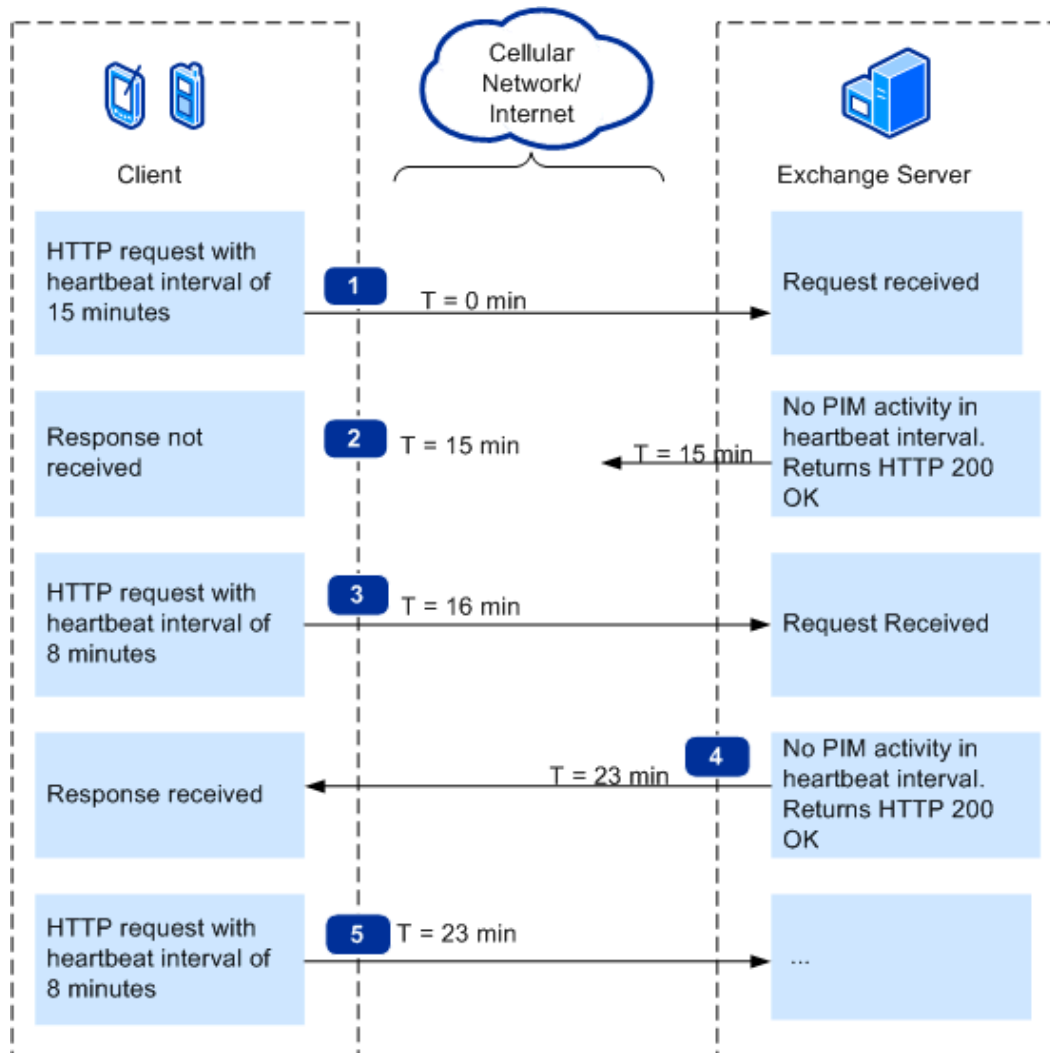 Cellular
Network/
Internet
Client
Exchange Server
HTTP request with
heartbeat interval of
15 minutes
1
T = 0 min
Request received
Response not
received
2
T = 15 min
T = 15 min
No PIM activity in
heartbeat interval.
Returns HTTP 200
OK
HTTP request with
heartbeat interval of
8 minutes
3
T = 16 min
Request Received
Response received
T = 23 min
4
No PIM activity in
heartbeat interval.
Returns HTTP 200
OK
HTTP request with
heartbeat interval of
8 minutes
5
T = 23 min
...